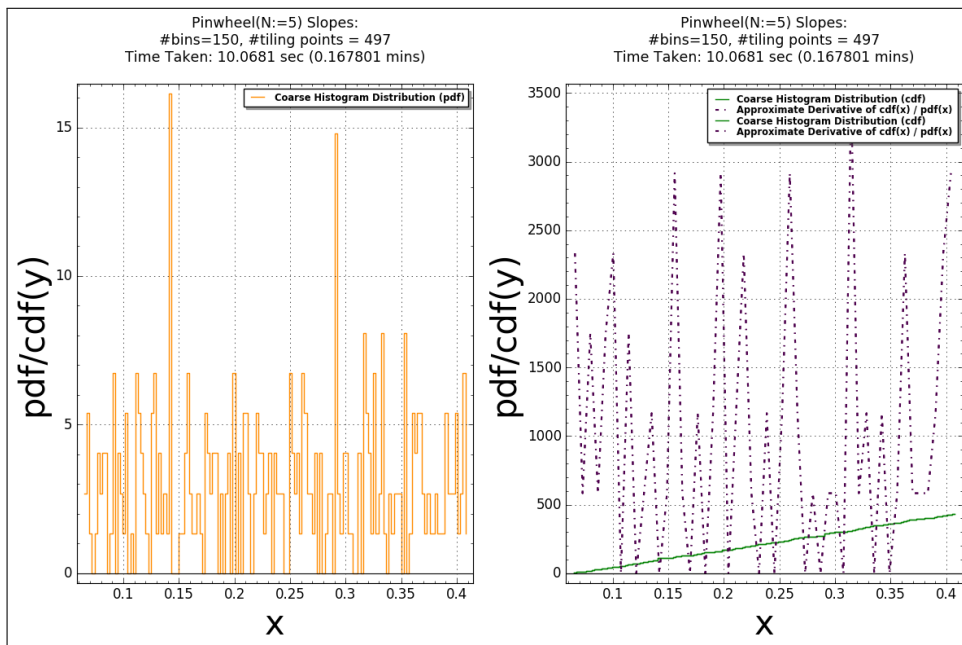 Pinwheel(N:=5) Slopes:
#bins=150, #tiling points = 497
Time Taken: 10.0681 sec (0.167801 mins)
Coarse Histogram Distribution (pdf)
15
10
5
0
pdf/cdf(y)
0.1 0.15 0.2 0.25 0.3 0.35 0.4
x
Pinwheel(N:=5) Slopes:
#bins=150, #tiling points = 497
Time Taken: 10.0681 sec (0.167801 mins)
Coarse Histogram Distribution (cdf)
Approximate Derivative of cdf(x) / pdf(x)
Coarse Histogram Distribution (cdf)
Approximate Derivative of cdf(x) / pdf(x)
3500
3000
2500
2000
1500
1000
500
0
pdf/cdf(y)
0.1 0.15 0.2 0.25 0.3 0.35 0.4
x